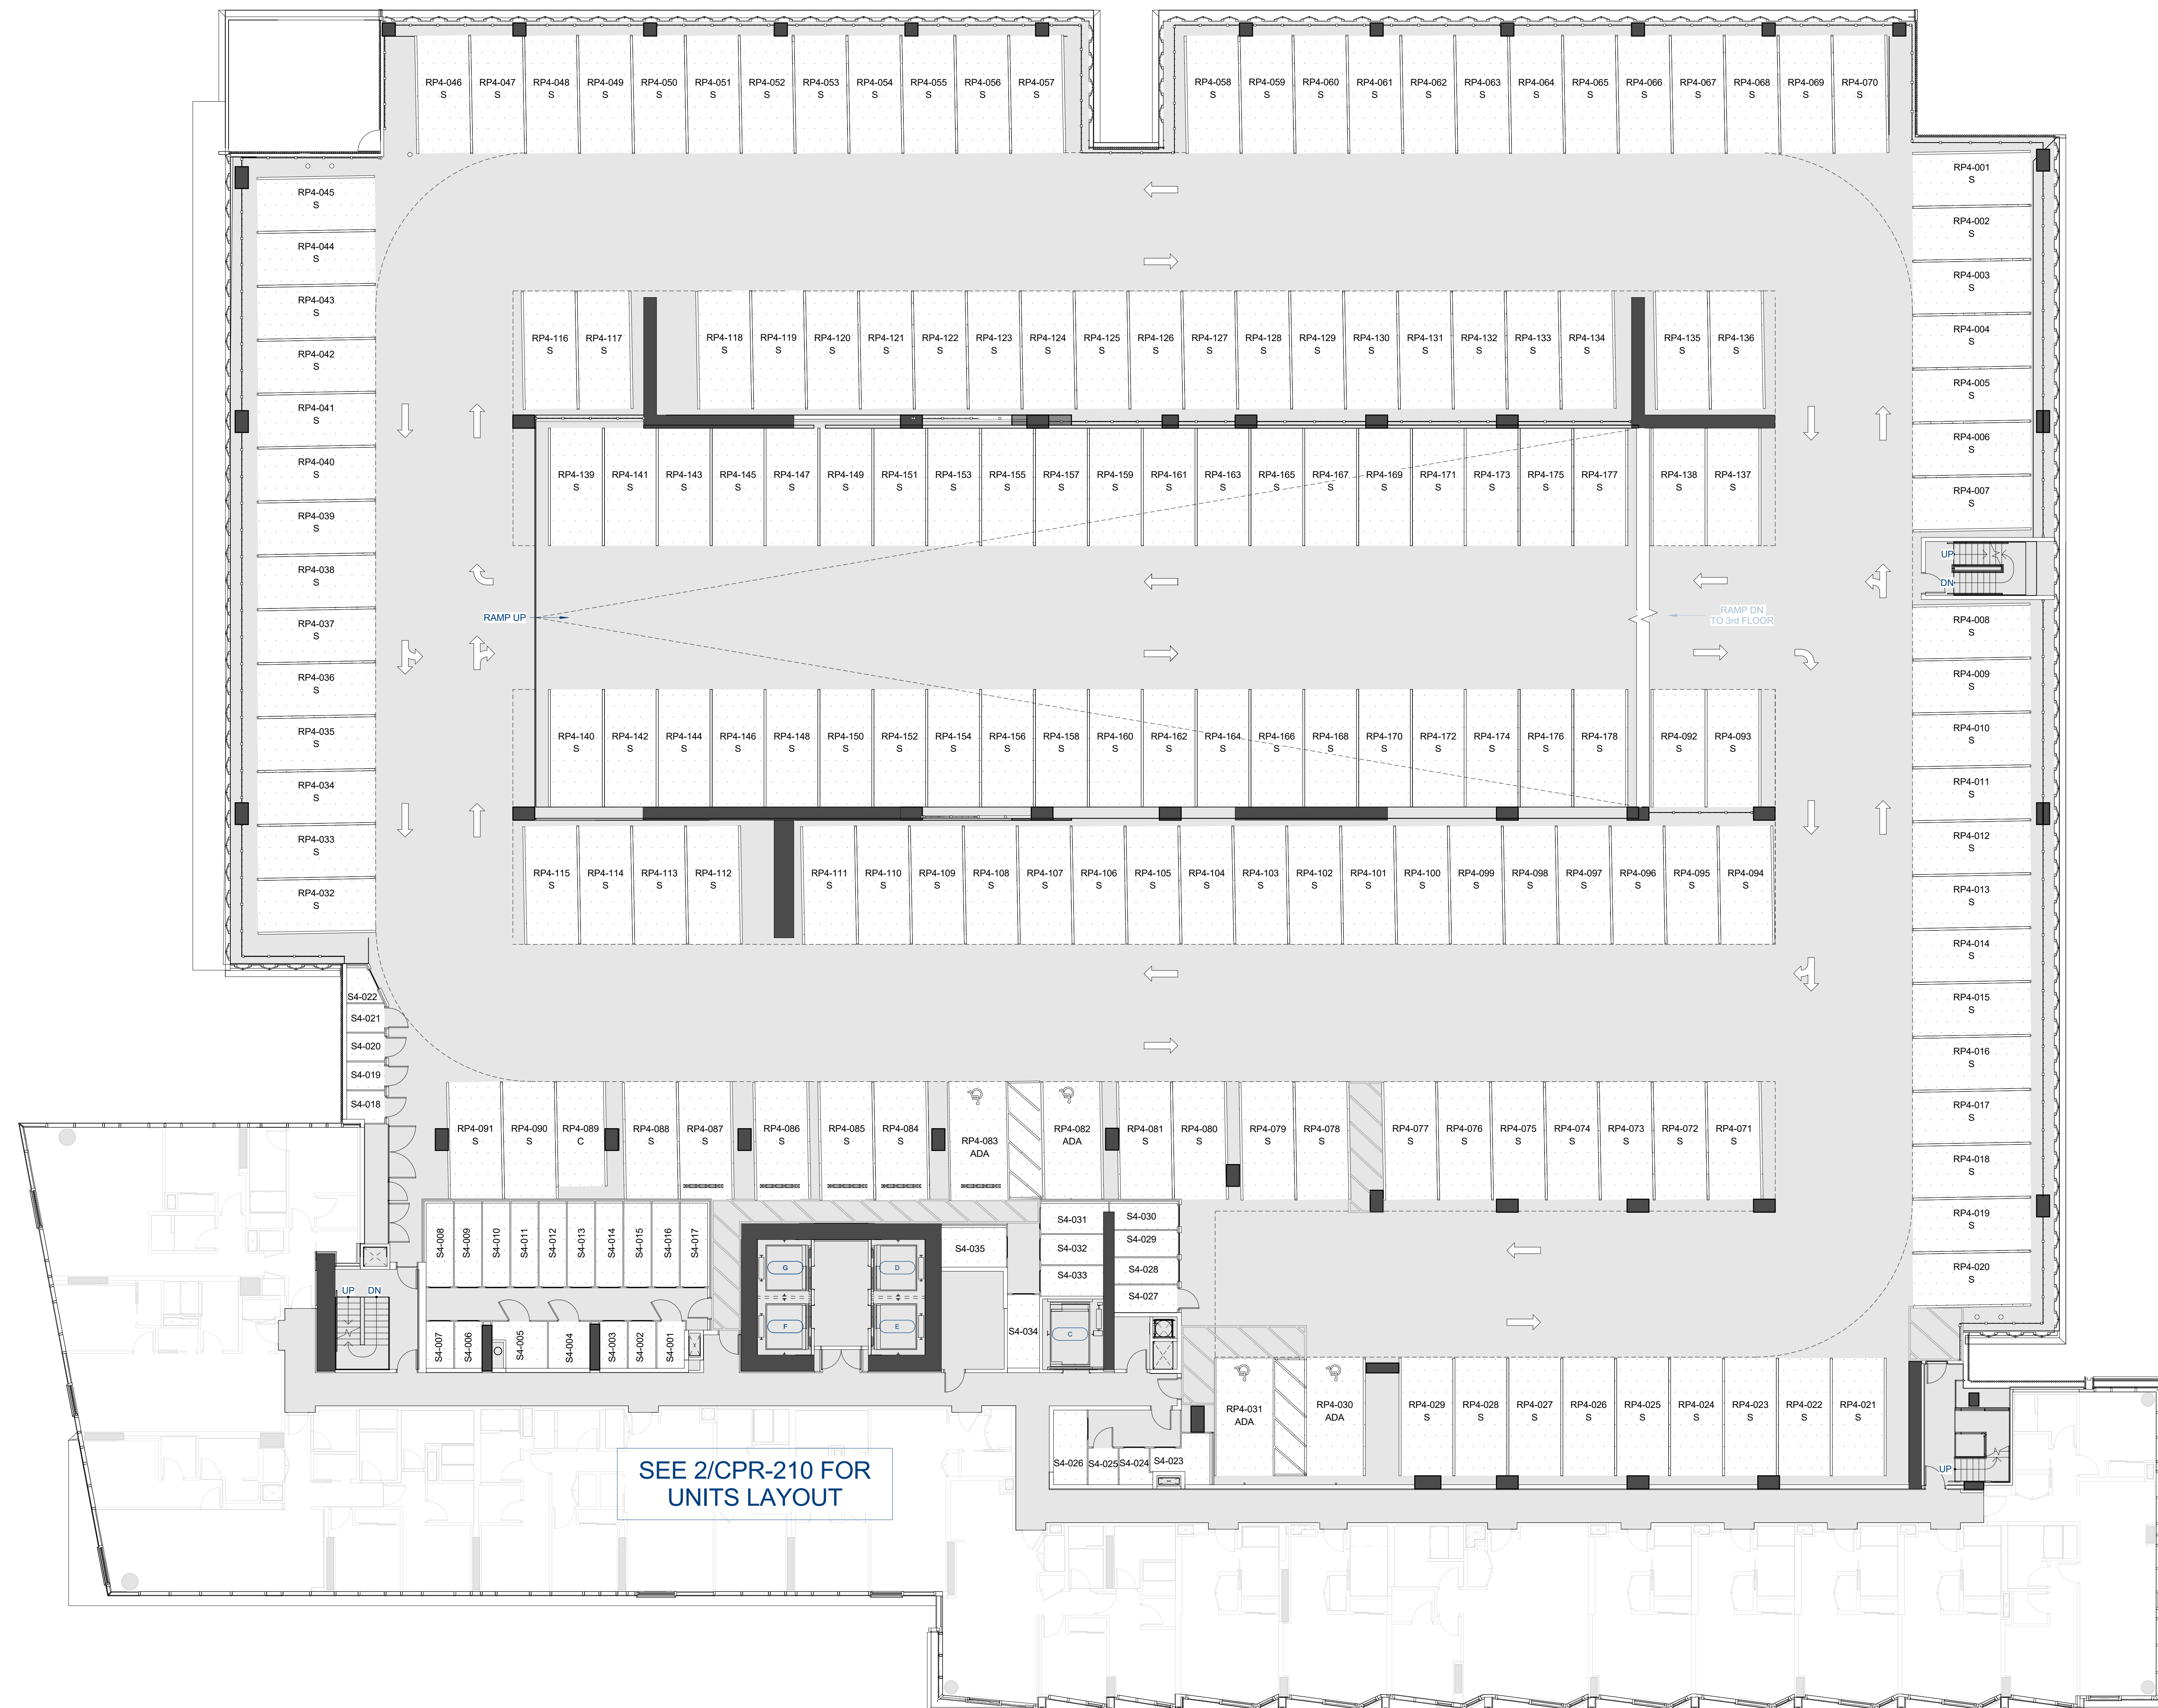 RP4-046
S
RP4-047
S
RP4-048
S
RP4-049
S
RP4-050
S
RP4-051
S
RP4-052
S
RP4-053
S
RP4-054
S
RP4-055
S
RP4-056
S
RP4-057
S
RP4-058
S
RP4-059
S
RP4-060
S
RP4-061
S
RP4-062
S
RP4-063
S
RP4-064
S
RP4-065
S
RP4-066
S
RP4-067
S
RP4-068
S
RP4-069
S
RP4-070
S
RP4-045
S
RP4-044
S
RP4-043
S
RP4-042
S
RP4-041
S
RP4-040
S
RP4-039
S
RP4-038
S
RP4-037
S
RP4-036
S
RP4-035
S
RP4-034
S
RP4-033
S
RP4-032
S
RP4-001
S
RP4-002
S
RP4-003
S
RP4-004
S
RP4-005
S
RP4-006
S
RP4-007
S
UP
DN
RP4-008
S
RP4-009
S
RP4-010
S
RP4-011
S
RP4-012
S
RP4-013
S
RP4-014
S
RP4-015
S
RP4-016
S
RP4-017
S
RP4-018
S
RP4-019
S
RP4-020
S
RP4-116
S
RP4-117
S
RP4-118
S
RP4-119
S
RP4-120
S
RP4-121
S
RP4-122
S
RP4-123
S
RP4-124
S
RP4-125
S
RP4-126
S
RP4-127
S
RP4-128
S
RP4-129
S
RP4-130
S
RP4-131
S
RP4-132
S
RP4-133
S
RP4-134
S
RP4-135
S
RP4-136
S
RP4-139
S
RP4-141
S
RP4-143
S
RP4-145
S
RP4-147
S
RP4-149
S
RP4-151
S
RP4-153
S
RP4-155
S
RP4-157
S
RP4-159
S
RP4-161
S
RP4-163
S
RP4-165
S
RP4-167
S
RP4-169
S
RP4-171
S
RP4-173
S
RP4-175
S
RP4-177
S
RP4-138
S
RP4-137
S
RAMP UP
RAMP DN
TO 3rd FLOOR
RP4-140
S
RP4-142
S
RP4-144
S
RP4-146
S
RP4-148
S
RP4-150
S
RP4-152
S
RP4-154
S
RP4-156
S
RP4-158
S
RP4-160
S
RP4-162
S
RP4-164
S
RP4-166
S
RP4-168
S
RP4-170
S
RP4-172
S
RP4-174
S
RP4-176
S
RP4-178
S
RP4-092
S
RP4-093
S
RP4-115
S
RP4-114
S
RP4-113
S
RP4-112
S
RP4-111
S
RP4-110
S
RP4-109
S
RP4-108
S
RP4-107
S
RP4-106
S
RP4-105
S
RP4-104
S
RP4-103
S
RP4-102
S
RP4-101
S
RP4-100
S
RP4-099
S
RP4-098
S
RP4-097
S
RP4-096
S
RP4-095
S
RP4-094
S
S4-022
S4-021
S4-020
S4-019
S4-018
RP4-091
S
RP4-090
S
RP4-089
C
RP4-088
S
RP4-087
S
RP4-086
S
RP4-085
S
RP4-084
S
RP4-083
ADA
RP4-082
ADA
RP4-081
S
RP4-080
S
RP4-079
S
RP4-078
S
RP4-077
S
RP4-076
S
RP4-075
S
RP4-074
S
RP4-073
S
RP4-072
S
RP4-071
S
S4-008
S4-009
S4-010
S4-011
S4-012
S4-013
S4-014
S4-015
S4-016
S4-017
G
D
F
E
C
S4-035
S4-031
S4-032
S4-033
S4-034
S4-030
S4-029
S4-028
S4-027
UP
DN
S4-007
S4-006
S4-005
S4-004
S4-003
S4-002
S4-001
S4-026
S4-025
S4-024
S4-023
RP4-031
ADA
RP4-030
ADA
RP4-029
S
RP4-028
S
RP4-027
S
RP4-026
S
RP4-025
S
RP4-024
S
RP4-023
S
RP4-022
S
RP4-021
S
UP
SEE 2/CPR-210 FOR
UNITS LAYOUT